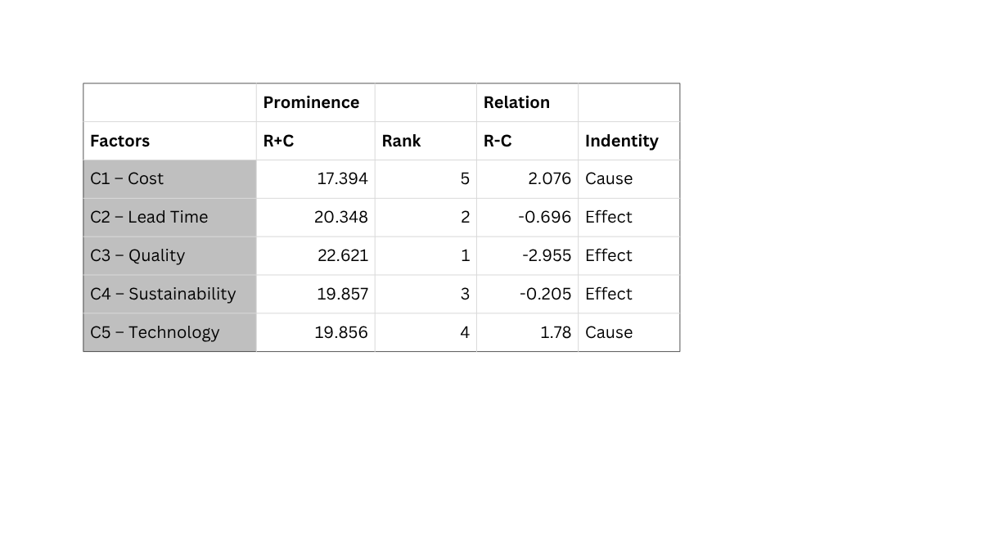 Prominence Relation
Factors R+C Rank R-C Indentity
C1 – Cost 17.394 5 2.076 Cause
C2 – Lead Time 20.348 2 -0.696 Effect
C3 – Quality 22.621 1 -2.955 Effect
C4 – Sustainability 19.857 3 -0.205 Effect
C5 – Technology 19.856 4 1.78 Cause